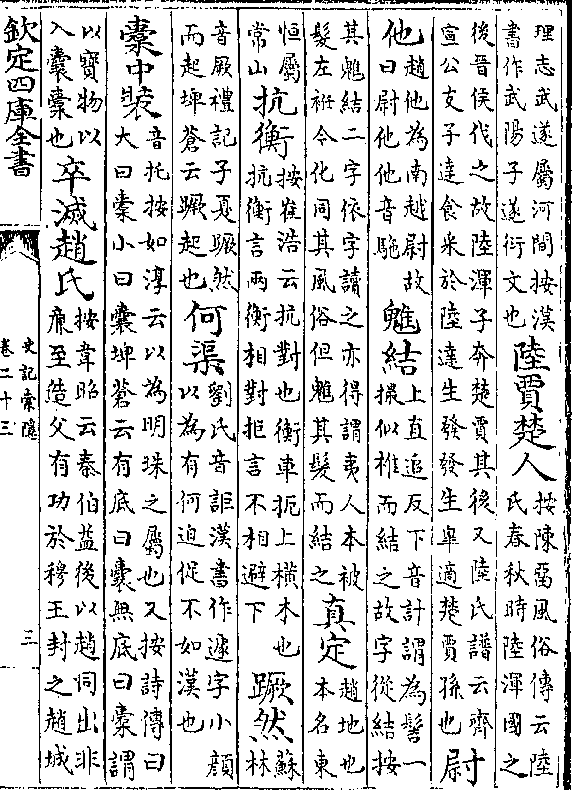 理志武遂屬河間按漢書作武陽子遂衍文也陸賈楚人按陳留風俗傳云陸氏春秋時陸渾國之
後晉侯伐之故陸渾子奔楚賈其後又陸氏譜云齊宣公支子達食采於陸達生發發生臯適楚賈孫也尉
他趙他為南越尉故曰尉他他音駞魋結上直追反下音計謂為髻一撮似椎而結之故字從結按
其魋結二字依字讀之亦得謂夷人本被髮左袵今化同其風俗但魋其髮而結之真定趙地也本名東
恒屬常山抗衡按崔浩云抗對也衡車扼上橫木也抗衡言兩衡相對拒言不相避下蹶然蘇林
音厥禮記子夏蹶然而起埤蒼云蹶起也何渠劉氏音詎漢書作遽字小顏以為有何迫促不如漢也
橐中裝音托按如淳云以為明珠之屬也又按詩傳曰大曰橐小曰囊埤蒼云有底曰囊無底曰橐謂
以寶物以入囊橐也卒滅趙氏按韋昭云秦伯益後以趙同出非廉至造父有功於穆王封之趙城
欽定四庫全書
史記索隱
卷二十三
三